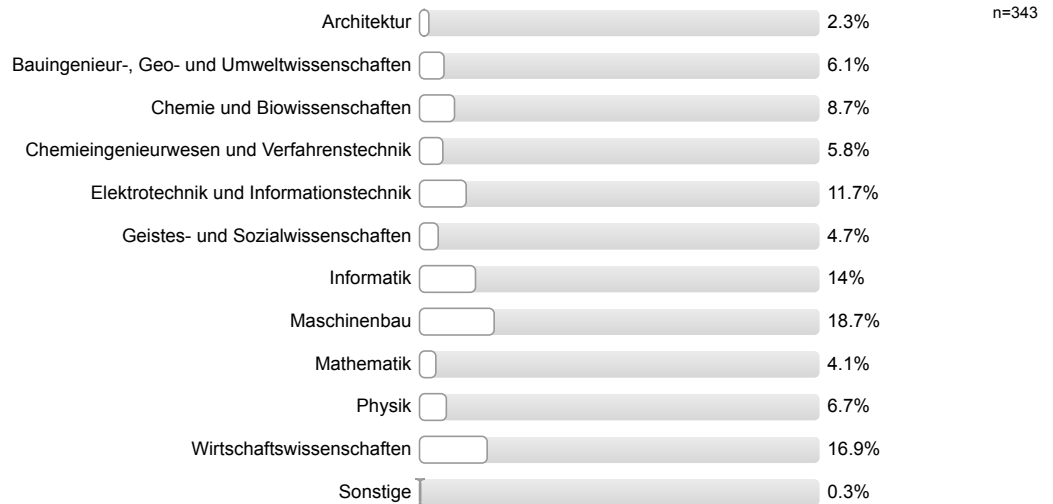 Architektur 2.3% n=343
Bauingenieur-, Geo- und Umweltwissenschaften 6.1%
Chemie und Biowissenschaften 8.7%
Chemieingenieurwesen und Verfahrenstechnik 5.8%
Elektrotechnik und Informationstechnik 11.7%
Geistes- und Sozialwissenschaften 4.7%
Informatik 14%
Maschinenbau 18.7%
Mathematik 4.1%
Physik 6.7%
Wirtschaftswissenschaften 16.9%
Sonstige 0.3%